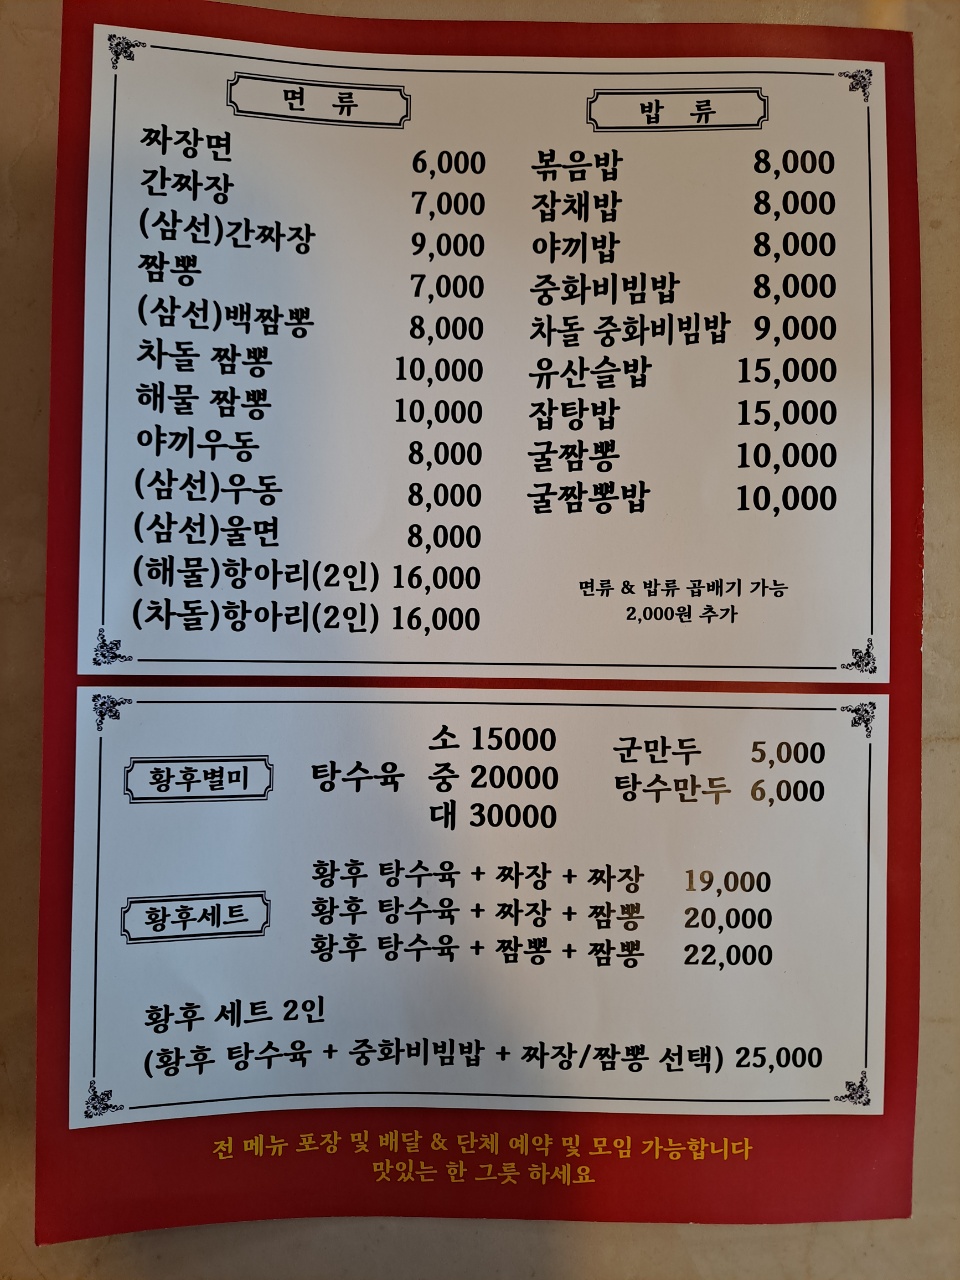 면 류
짜장면 6,000
간짜장 7,000
(삼선)간짜장 9,000
짬뽕 7,000
(삼선)백짬뽕 8,000
차돌 짬뽕 10,000
해물 짬뽕 10,000
야끼우동 8,000
(삼선)우동 8,000
(삼선)울면 8,000
(해물)항아리(2인) 16,000
(차돌)항아리(2인) 16,000
밥 류
볶음밥 8,000
잡채밥 8,000
야끼밥 8,000
중화비빔밥 8,000
차돌 중화비빔밥 9,000
유산슬밥 15,000
잡탕밥 15,000
굴짬뽕 10,000
굴짬뽕밥 10,000
면류 & 밥류 곱배기 가능
2,000원 추가
황후별미
탕수육
소 15000
중 20000
대 30000
군만두 5,000
탕수만두 6,000
황후세트
황후 탕수육 + 짜장 + 짜장 19,000
황후 탕수육 + 짜장 + 짬뽕 20,000
황후 탕수육 + 짬뽕 + 짬뽕 22,000
황후 세트 2인
(황후 탕수육 + 중화비빔밥 + 짜장/짬뽕 선택) 25,000
전 메뉴 포장 및 배달 & 단체 예약 및 모임 가능합니다
맛있는 한 그릇 하세요